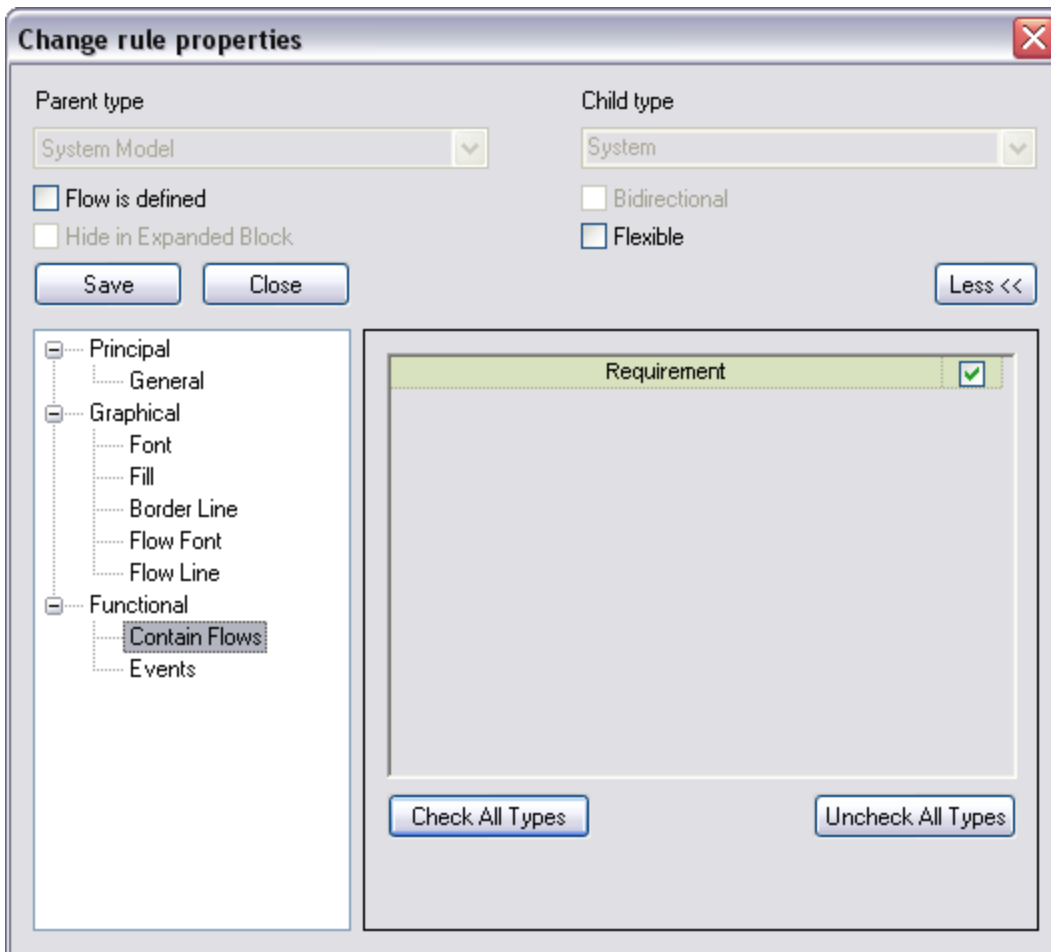 Change rule properties
Parent type
Child type
System Model
System
Flow is defined
Bidirectional
Hide in Expanded Block
Flexible
Save
Close
Less <<
Principal
General
Graphical
Font
Fill
Border Line
Flow Font
Flow Line
Functional
Contain Flows
Events
Requirement
Check All Types
Uncheck All Types